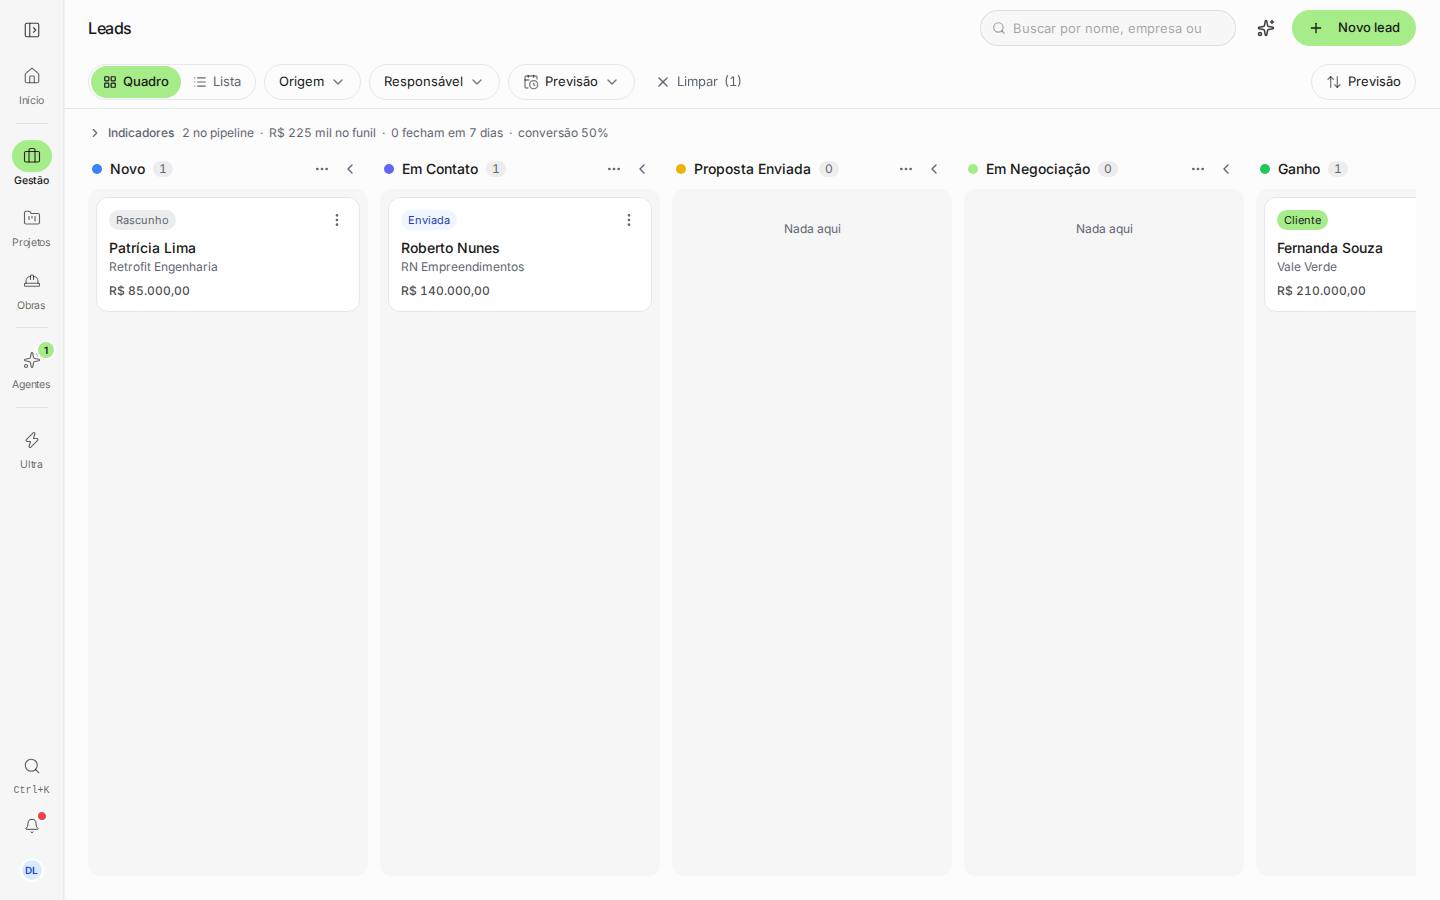 Leads
Buscar por nome, empresa ou
Novo lead
Início
Gestão
Projetos
Obras
1
Agentes
Ultra
Ctrl+K
DL
Quadro
Lista
Origem
Responsável
Previsão
Limpar (1)
Previsão
Indicadores 2 no pipeline · R$ 225 mil no funil · 0 fecham em 7 dias · conversão 50%
Novo 1
Rascunho
Patrícia Lima
Retrofit Engenharia
R$ 85.000,00
Em Contato 1
Enviada
Roberto Nunes
RN Empreendimentos
R$ 140.000,00
Proposta Enviada 0
Nada aqui
Em Negociação 0
Nada aqui
Ganho 1
Cliente
Fernanda Souza
Vale Verde
R$ 210.000,00